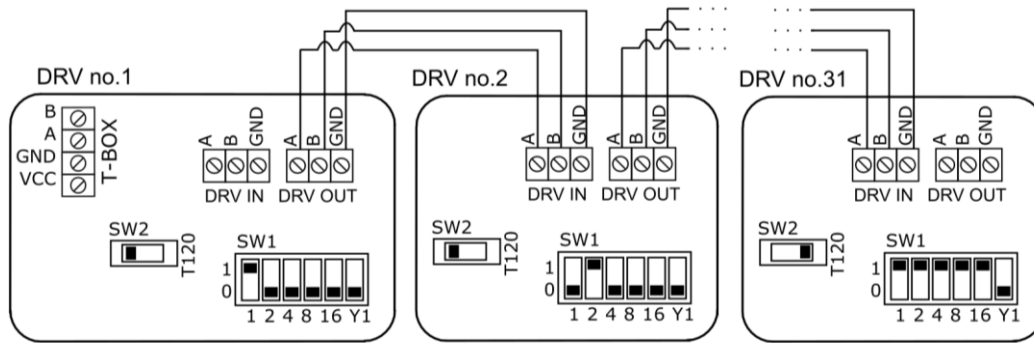 DRV no.1
B
A
GND
VCC
T-BOX
A B GND
DRV IN
A B GND
DRV OUT
SW2
T120
SW1
1
0
1 2 4 8 16 Y1
DRV no.2
A B GND
DRV IN
A B GND
DRV OUT
SW2
T120
SW1
1
0
1 2 4 8 16 Y1
DRV no.31
A B GND
DRV IN
A B GND
DRV OUT
SW2
T120
SW1
1
0
1 2 4 8 16 Y1